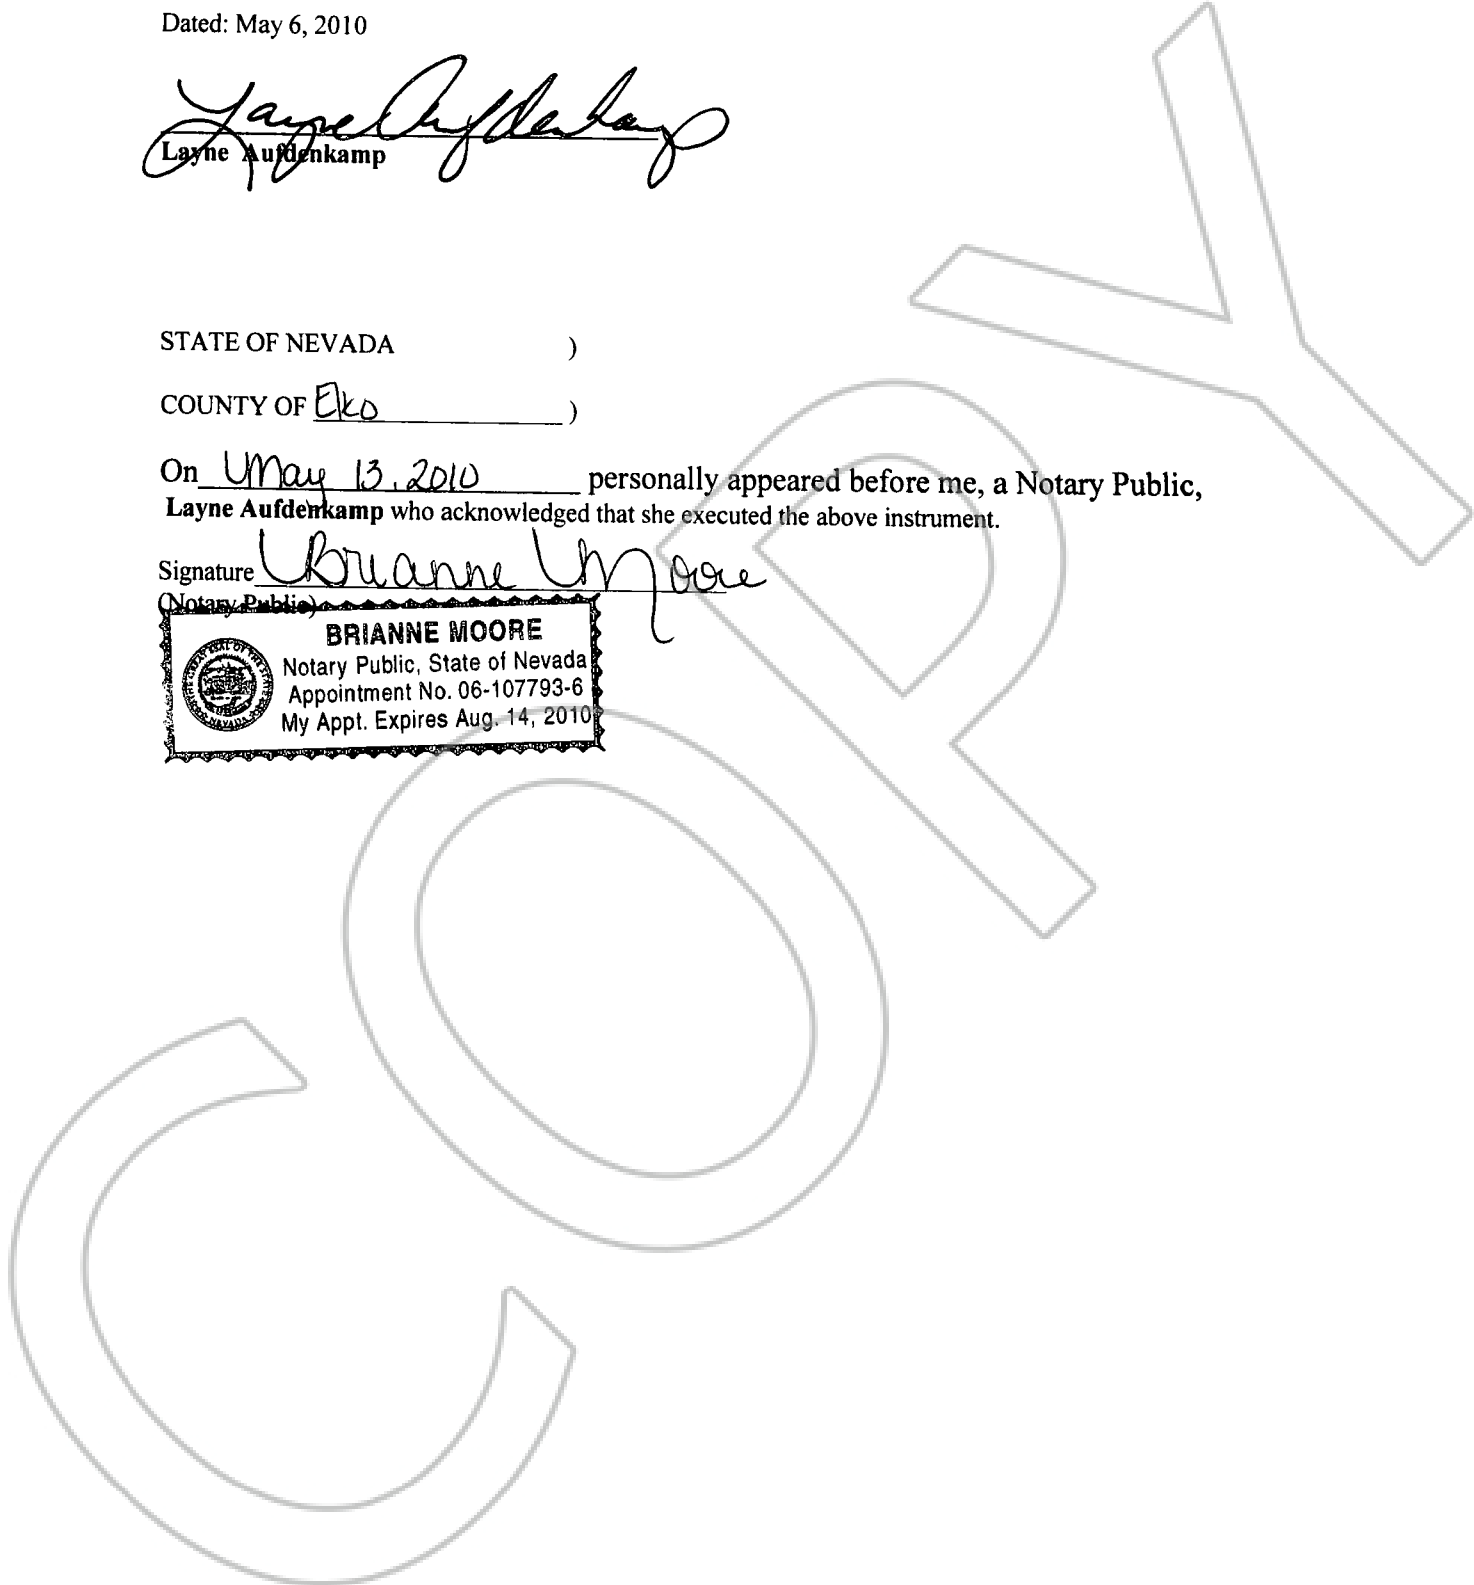 Dated: May 6, 2010
Layne Aufdenkamp
Layne Aufdenkamp
STATE OF NEVADA )
COUNTY OF Elko )
On May 13, 2010 personally appeared before me, a Notary Public,
Layne Aufdenkamp who acknowledged that she executed the above instrument.
Signature Brianne Moore
(Notary Public)
BRIANNE MOORE
Notary Public, State of Nevada
Appointment No. 06-107793-6
My Appt. Expires Aug. 14, 2010
COPY